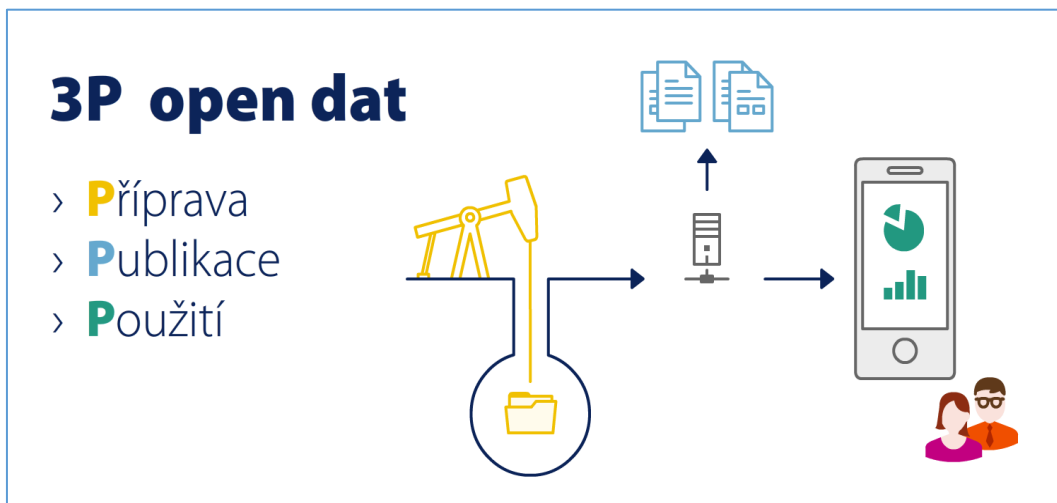 3P open dat
› Příprava
› Publikace
› Použití